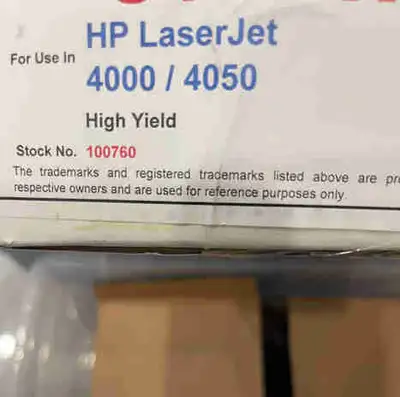 For Use In HP LaserJet
4000 / 4050
High Yield
Stock No. 100760
The trademarks and registered trademarks listed above are
respective owners and are used for reference purposes only.